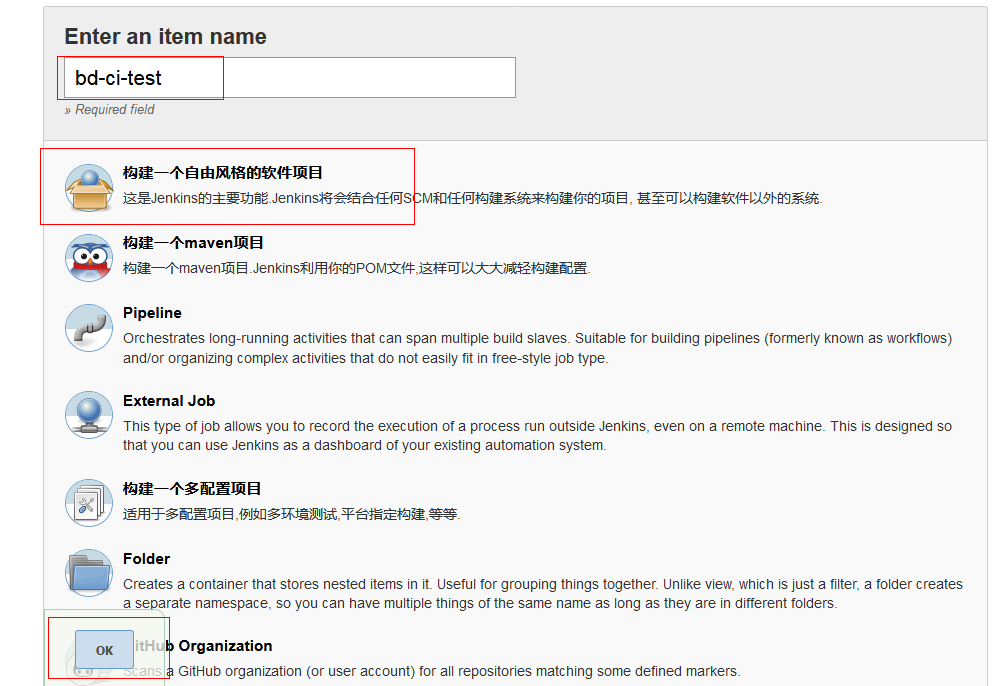 Enter an item name
bd-ci-test
» Required field
构建一个自由风格的软件项目
这是Jenkins的主要功能.Jenkins将会结合任何SCM和任何构建系统来构建你的项目, 甚至可以构建软件以外的系统.
构建一个maven项目
构建一个maven项目.Jenkins利用你的POM文件,这样可以大大减轻构建配置.
Pipeline
Orchestrates long-running activities that can span multiple build slaves. Suitable for building pipelines (formerly known as workflows)
and/or organizing complex activities that do not easily fit in free-style job type.
External Job
This type of job allows you to record the execution of a process run outside Jenkins, even on a remote machine. This is designed so
that you can use Jenkins as a dashboard of your existing automation system.
构建一个多配置项目
适用于多配置项目,例如多环境测试,平台指定构建,等等.
Folder
Creates a container that stores nested items in it. Useful for grouping things together. Unlike view, which is just a filter, a folder creates
a separate namespace, so you can have multiple things of the same name as long as they are in different folders.
OK
GitHub Organization
Scans a GitHub organization (or user account) for all repositories matching some defined markers.